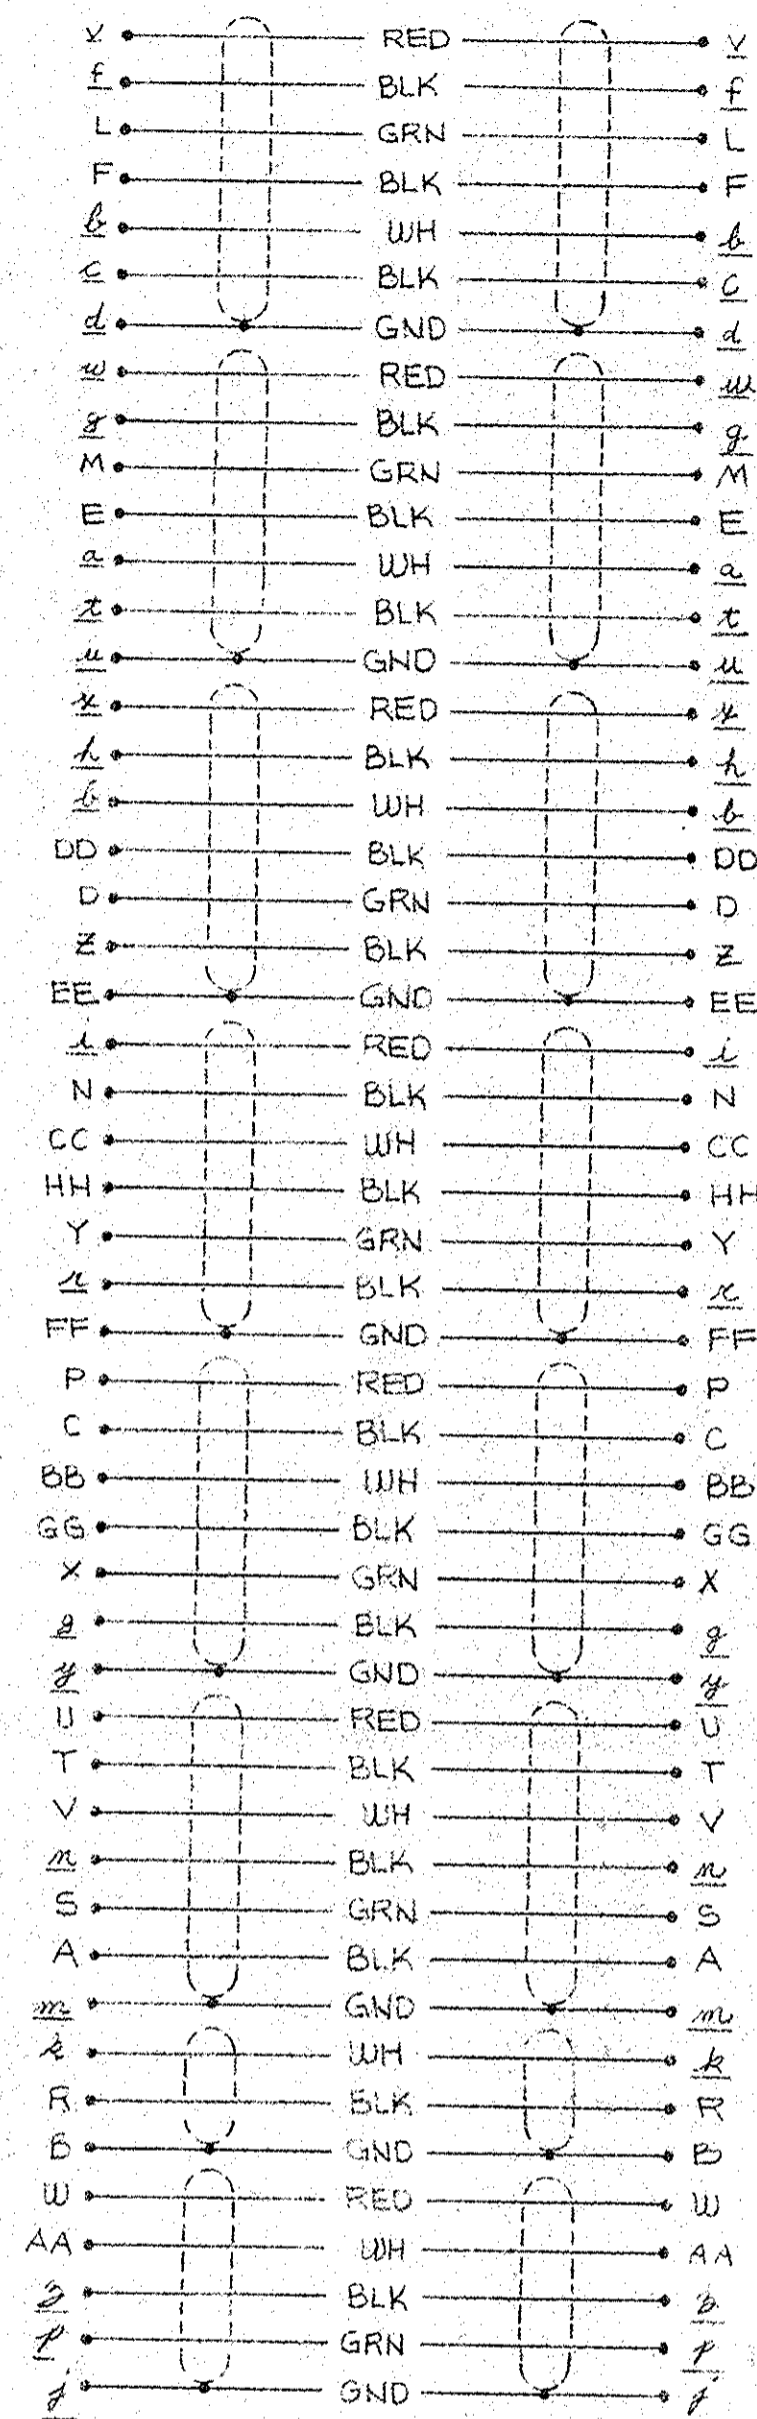 v RED v
f BLK f
L GRN L
F BLK F
b WH b
c BLK c
d GND d
w RED w
g BLK g
M GRN M
E BLK E
a WH a
t BLK t
u GND u
x RED x
h BLK h
b WH b
DD BLK DD
D GRN D
Z BLK Z
EE GND EE
i RED i
N BLK N
CC WH CC
HH BLK HH
Y GRN Y
r BLK r
FF GND FF
P RED P
C BLK C
BB WH BB
GG BLK GG
X GRN X
BLK
y GND y
U RED U
T BLK T
V WH V
n BLK n
S GRN S
A BLK A
m GND m
k WH k
R BLK R
B GND B
W RED W
AA WH AA
z BLK z
p GRN p
j GND j